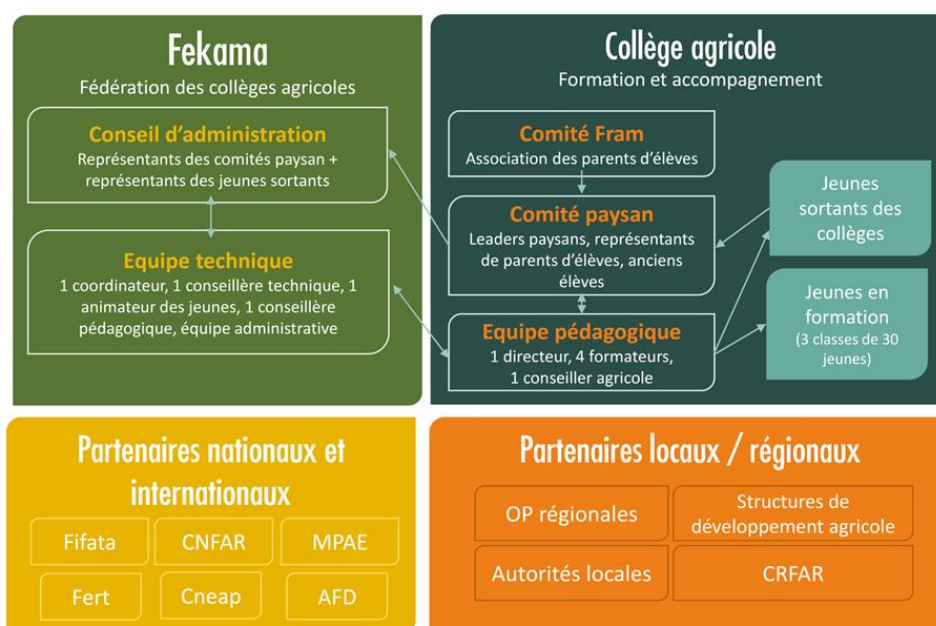 Fekama
Fédération des collèges agricoles
Conseil d'administration
Représentants des comités paysan +
représentants des jeunes sortants
Equipe technique
1 coordinateur, 1 conseillère technique, 1
animateur des jeunes, 1 conseillère
pédagogique, équipe administrative
Collège agricole
Formation et accompagnement
Comité Fram
Association des parents d'élèves
Comité paysan
Leaders paysans, représentants
de parents d'élèves, anciens
élèves
Equipe pédagogique
1 directeur, 4 formateurs,
1 conseiller agricole
Jeunes
sortants des
collèges
Jeunes en
formation
(3 classes de 30
jeunes)
Partenaires nationaux et
internationaux
Fifata
CNFAR
MPAE
Fert
Cneap
AFD
Partenaires locaux / régionaux
OP régionales
Structures de
développement agricole
Autorités locales
CRFAR